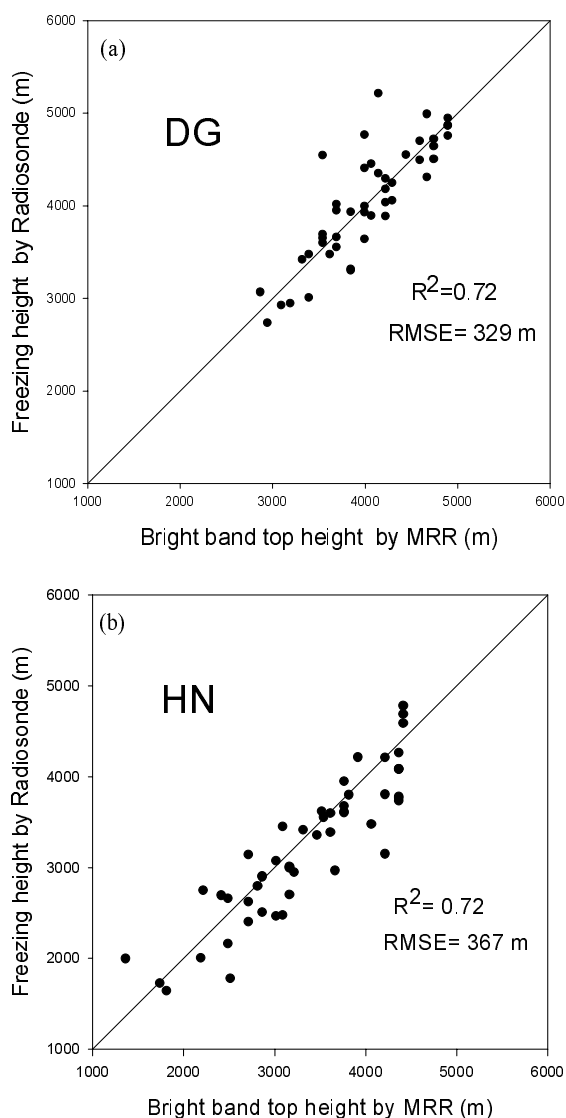 6000
(a)
DG
5000
4000
3000
2000
1000
Freezing height by Radiosonde (m)
R2=0.72
RMSE= 329 m
1000 2000 3000 4000 5000 6000
Bright band top height by MRR (m)
6000
(b)
HN
5000
4000
3000
2000
1000
Freezing height by Radiosonde (m)
R2= 0.72
RMSE= 367 m
1000 2000 3000 4000 5000 6000
Bright band top height by MRR (m)